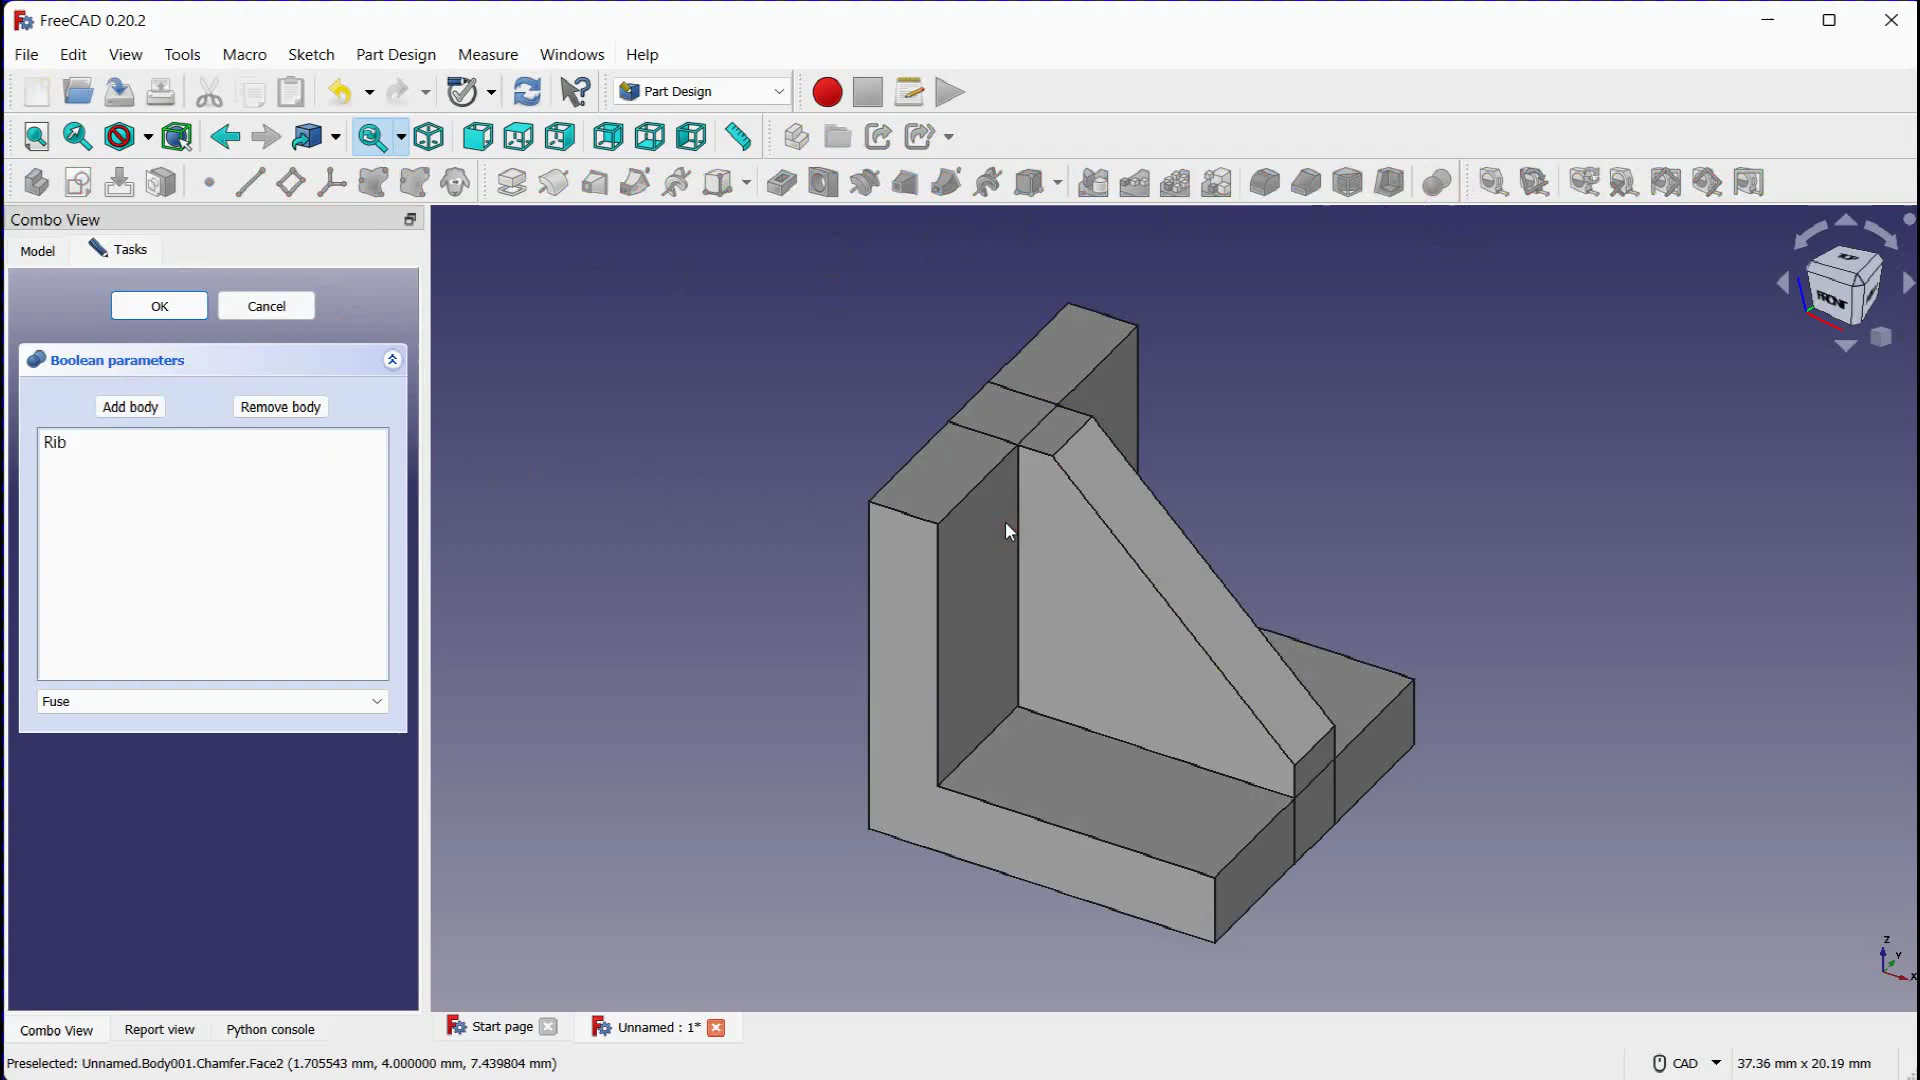 FreeCAD 0.20.2
File Edit View Tools Macro Sketch Part Design Measure Windows Help
Part Design
Combo View
Model Tasks
OK Cancel
Boolean parameters
Add body Remove body
Rib
Fuse
TOP
FRONT
Z
Y
X
Combo View Report view Python console
Start page Unnamed : 1*
Preselected: Unnamed.Body001.Chamfer.Face2 (1.705543 mm, 4.000000 mm, 7.439804 mm)
CAD 37.36 mm x 20.19 mm